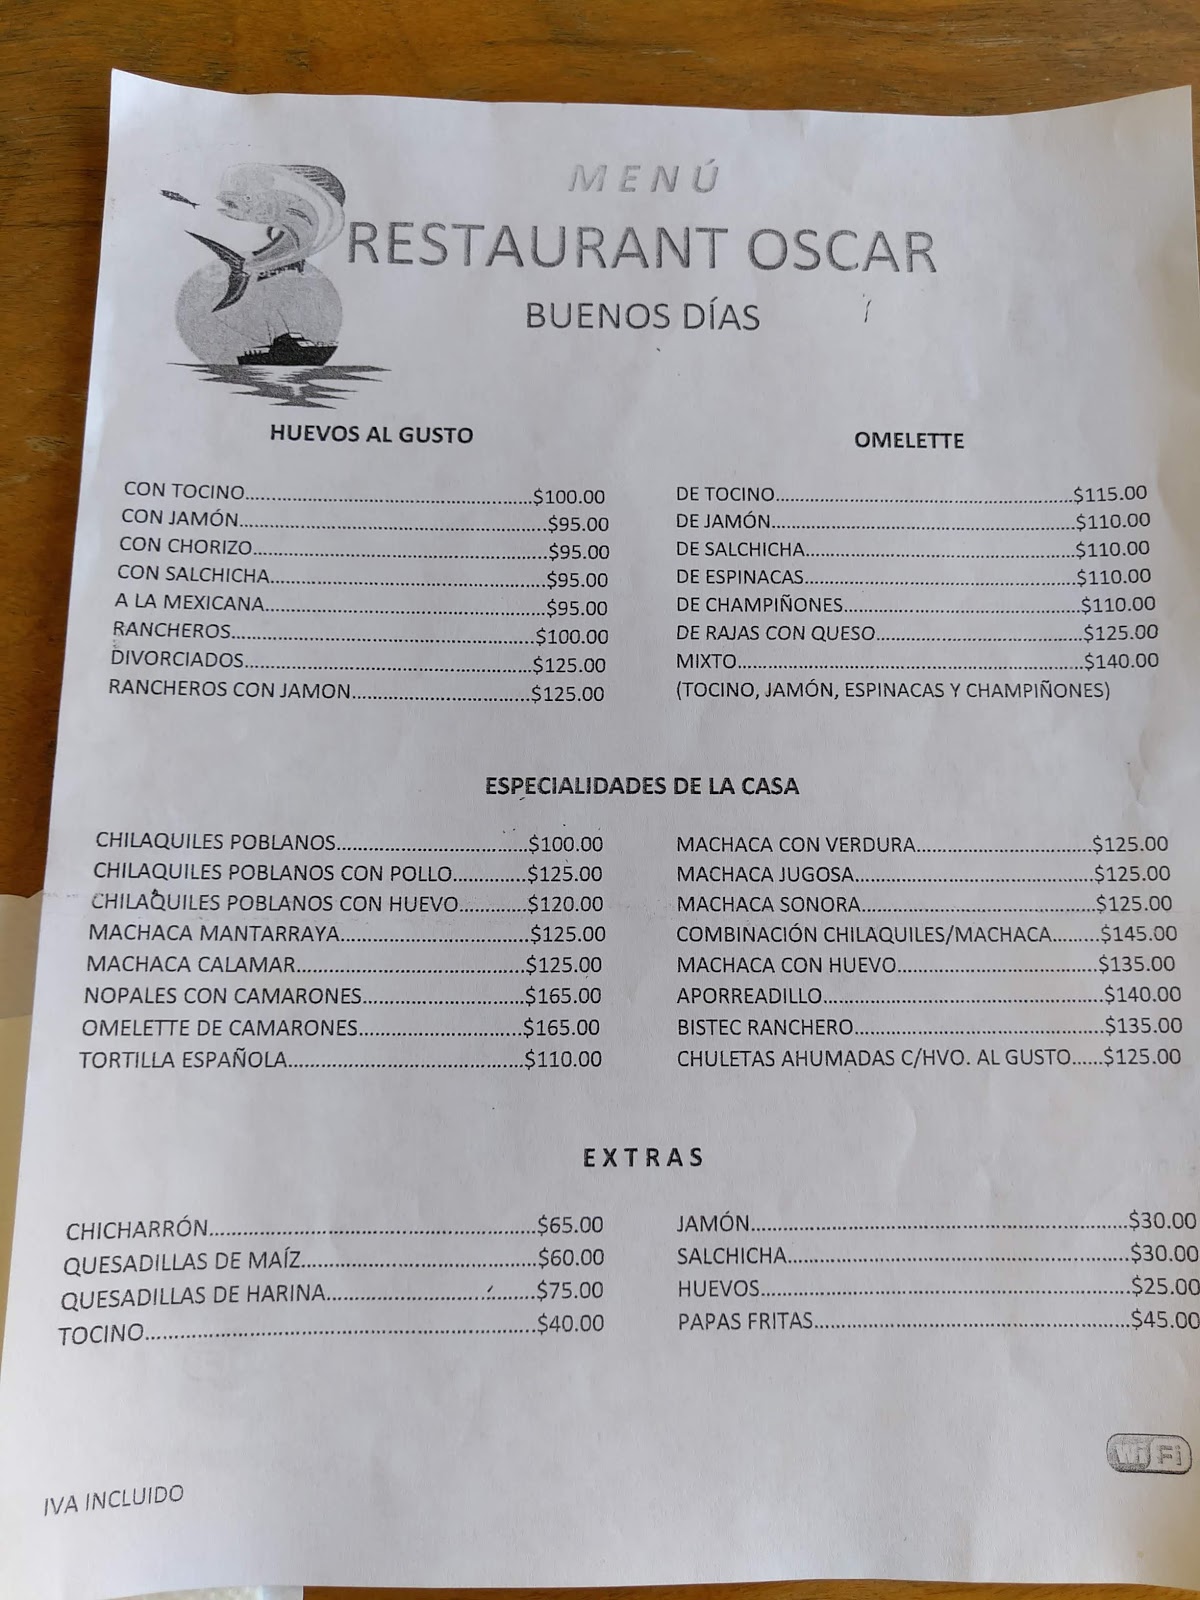 MENÚ
RESTAURANT OSCAR
BUENOS DÍAS
HUEVOS AL GUSTO
CON TOCINO....................$100.00
CON JAMÓN....................$95.00
CON CHORIZO....................$95.00
CON SALCHICHA....................$95.00
A LA MEXICANA....................$95.00
RANCHEROS....................$100.00
DIVORCIADOS....................$125.00
RANCHEROS CON JAMON....................$125.00
OMELETTE
DE TOCINO....................$115.00
DE JAMÓN....................$110.00
DE SALCHICHA....................$110.00
DE ESPINACAS....................$110.00
DE CHAMPIÑONES....................$110.00
DE RAJAS CON QUESO....................$125.00
MIXTO....................$140.00
(TOCINO, JAMÓN, ESPINACAS Y CHAMPIÑONES)
ESPECIALIDADES DE LA CASA
CHILAQUILES POBLANOS....................$100.00
CHILAQUILES POBLANOS CON POLLO............$125.00
CHILAQUILES POBLANOS CON HUEVO............$120.00
MACHACA MANTARRAYA....................$125.00
MACHACA CALAMAR....................$125.00
NOPALES CON CAMARONES....................$165.00
OMELETTE DE CAMARONES....................$165.00
TORTILLA ESPAÑOLA....................$110.00
MACHACA CON VERDURA....................$125.00
MACHACA JUGOSA....................$125.00
MACHACA SONORA....................$125.00
COMBINACIÓN CHILAQUILES/MACHACA........$145.00
MACHACA CON HUEVO....................$135.00
APORREADILLO....................$140.00
BISTEC RANCHERO....................$135.00
CHULETAS AHUMADAS C/HVO. AL GUSTO......$125.00
EXTRAS
CHICHARRÓN....................$65.00
QUESADILLAS DE MAÍZ....................$60.00
QUESADILLAS DE HARINA....................$75.00
TOCINO....................$40.00
JAMÓN....................$30.00
SALCHICHA....................$30.00
HUEVOS....................$25.00
PAPAS FRITAS....................$45.00
Wi Fi
IVA INCLUIDO